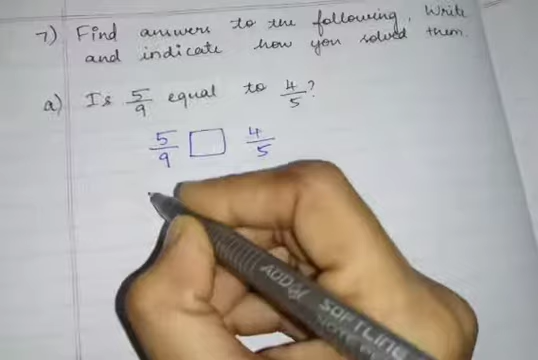 7) Find answers to the following. Write
and indicate how you solved them.
a) Is 5/9 equal to 4/5?
5/9 □ 4/5
SOFTLINE